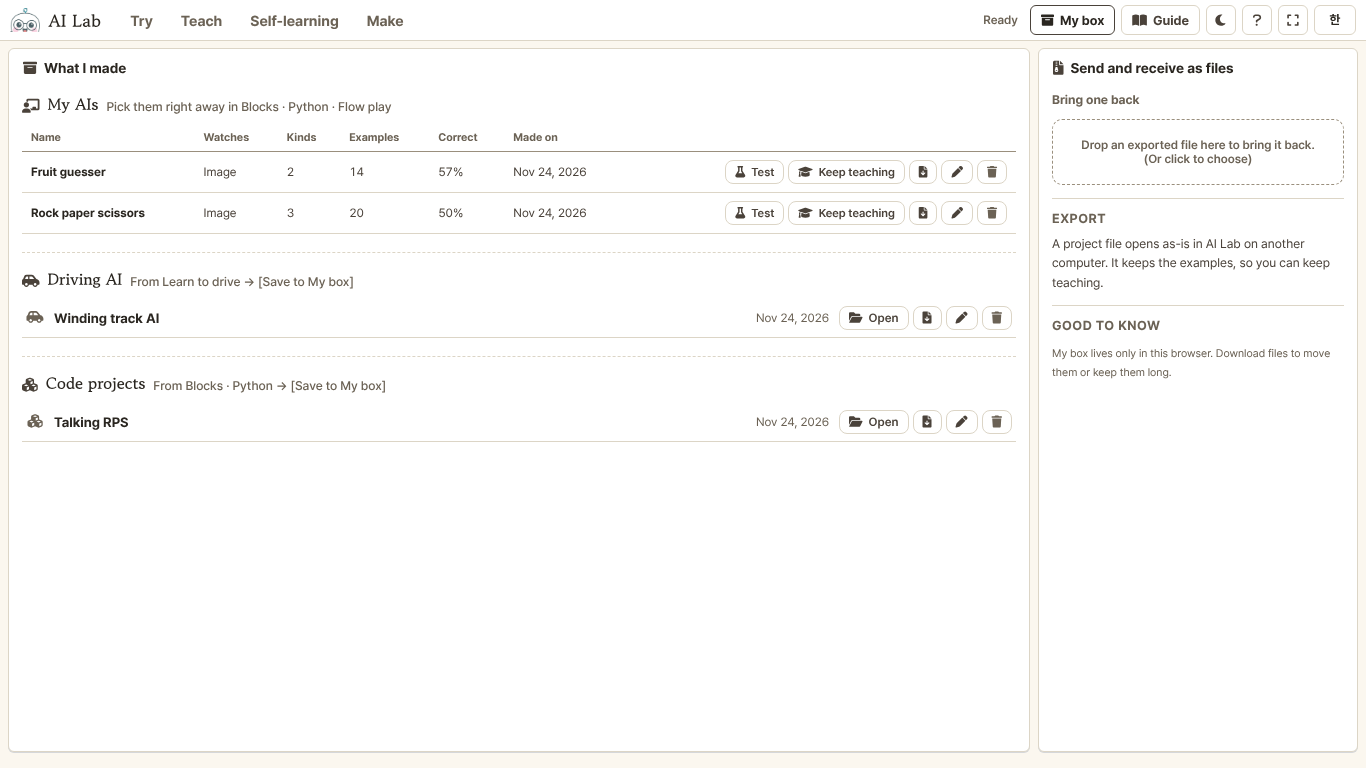 AI Lab Try Teach Self-learning Make Ready My box Guide ? 한
What I made
My AIs Pick them right away in Blocks · Python · Flow play
Name Watches Kinds Examples Correct Made on
Fruit guesser Image 2 14 57% Nov 24, 2026 Test Keep teaching
Rock paper scissors Image 3 20 50% Nov 24, 2026 Test Keep teaching
Driving AI From Learn to drive → [Save to My box]
Winding track AI Nov 24, 2026 Open
Code projects From Blocks · Python → [Save to My box]
Talking RPS Nov 24, 2026 Open
Send and receive as files
Bring one back
Drop an exported file here to bring it back.
(Or click to choose)
EXPORT
A project file opens as-is in AI Lab on another
computer. It keeps the examples, so you can keep
teaching.
GOOD TO KNOW
My box lives only in this browser. Download files to move
them or keep them long.